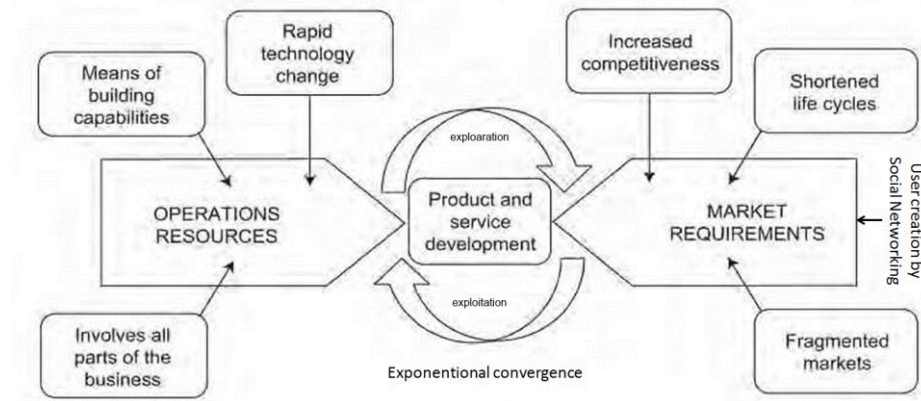 Rapid
technology
change
Increased
competitiveness
Means of
building
capabilities
Shortened
life cycles
exploaration
OPERATIONS
RESOURCES
Product and
service
development
MARKET
REQUIREMENTS
User creation by
Social Networking
exploitation
Involves all
parts of the
business
Fragmented
markets
Exponentional convergence